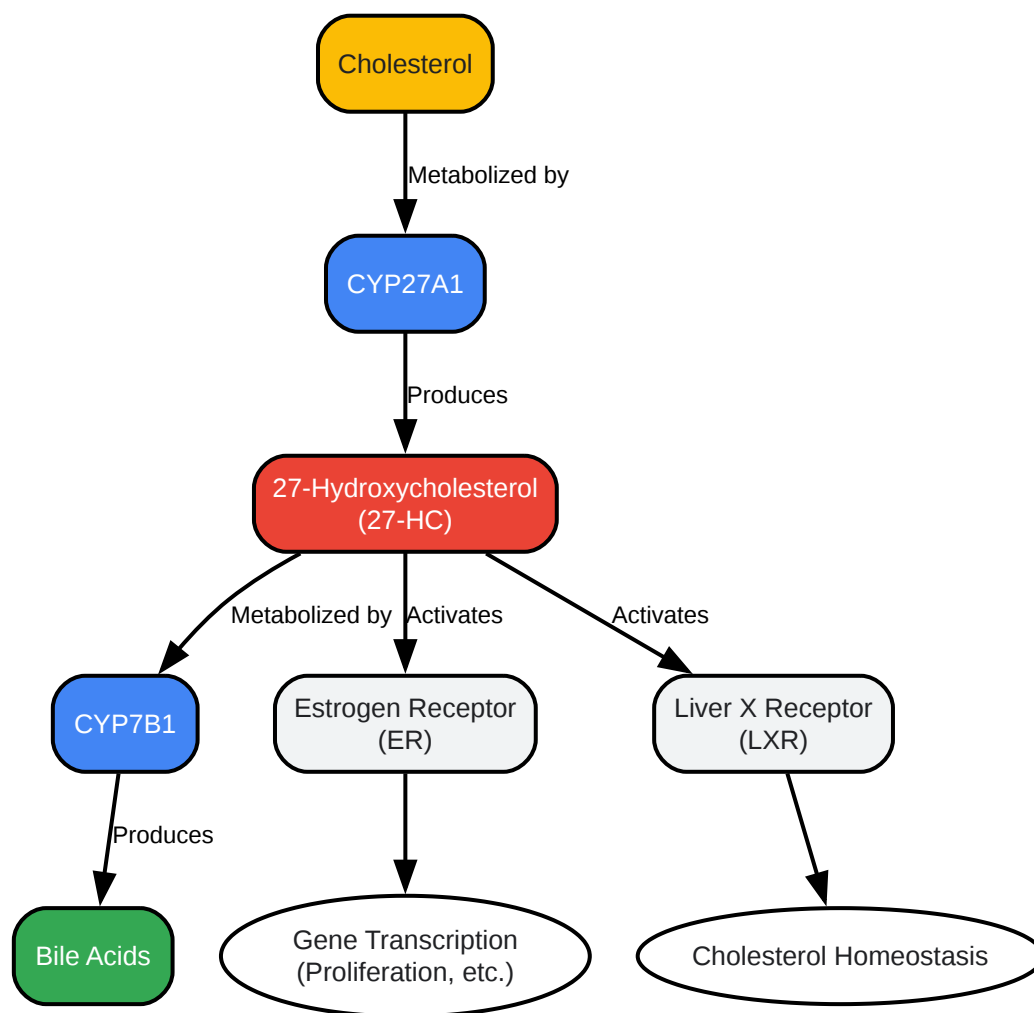 Cholesterol
Metabolized by
CYP27A1
Produces
27-Hydroxycholesterol
(27-HC)
Metabolized by
Activates
Activates
CYP7B1
Estrogen Receptor
(ER)
Liver X Receptor
(LXR)
Produces
Bile Acids
Gene Transcription
(Proliferation, etc.)
Cholesterol Homeostasis